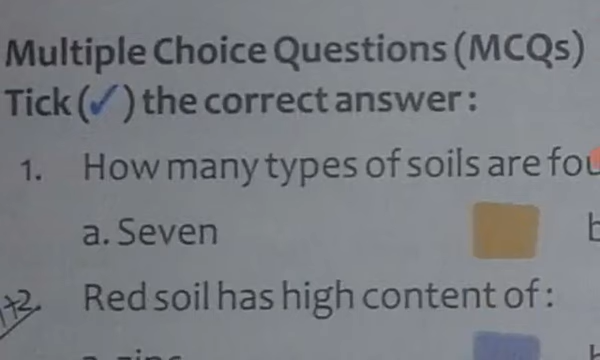 Multiple Choice Questions (MCQs)
Tick (✓) the correct answer:
1. How many types of soils are fou
a. Seven b
2. Red soil has high content of: